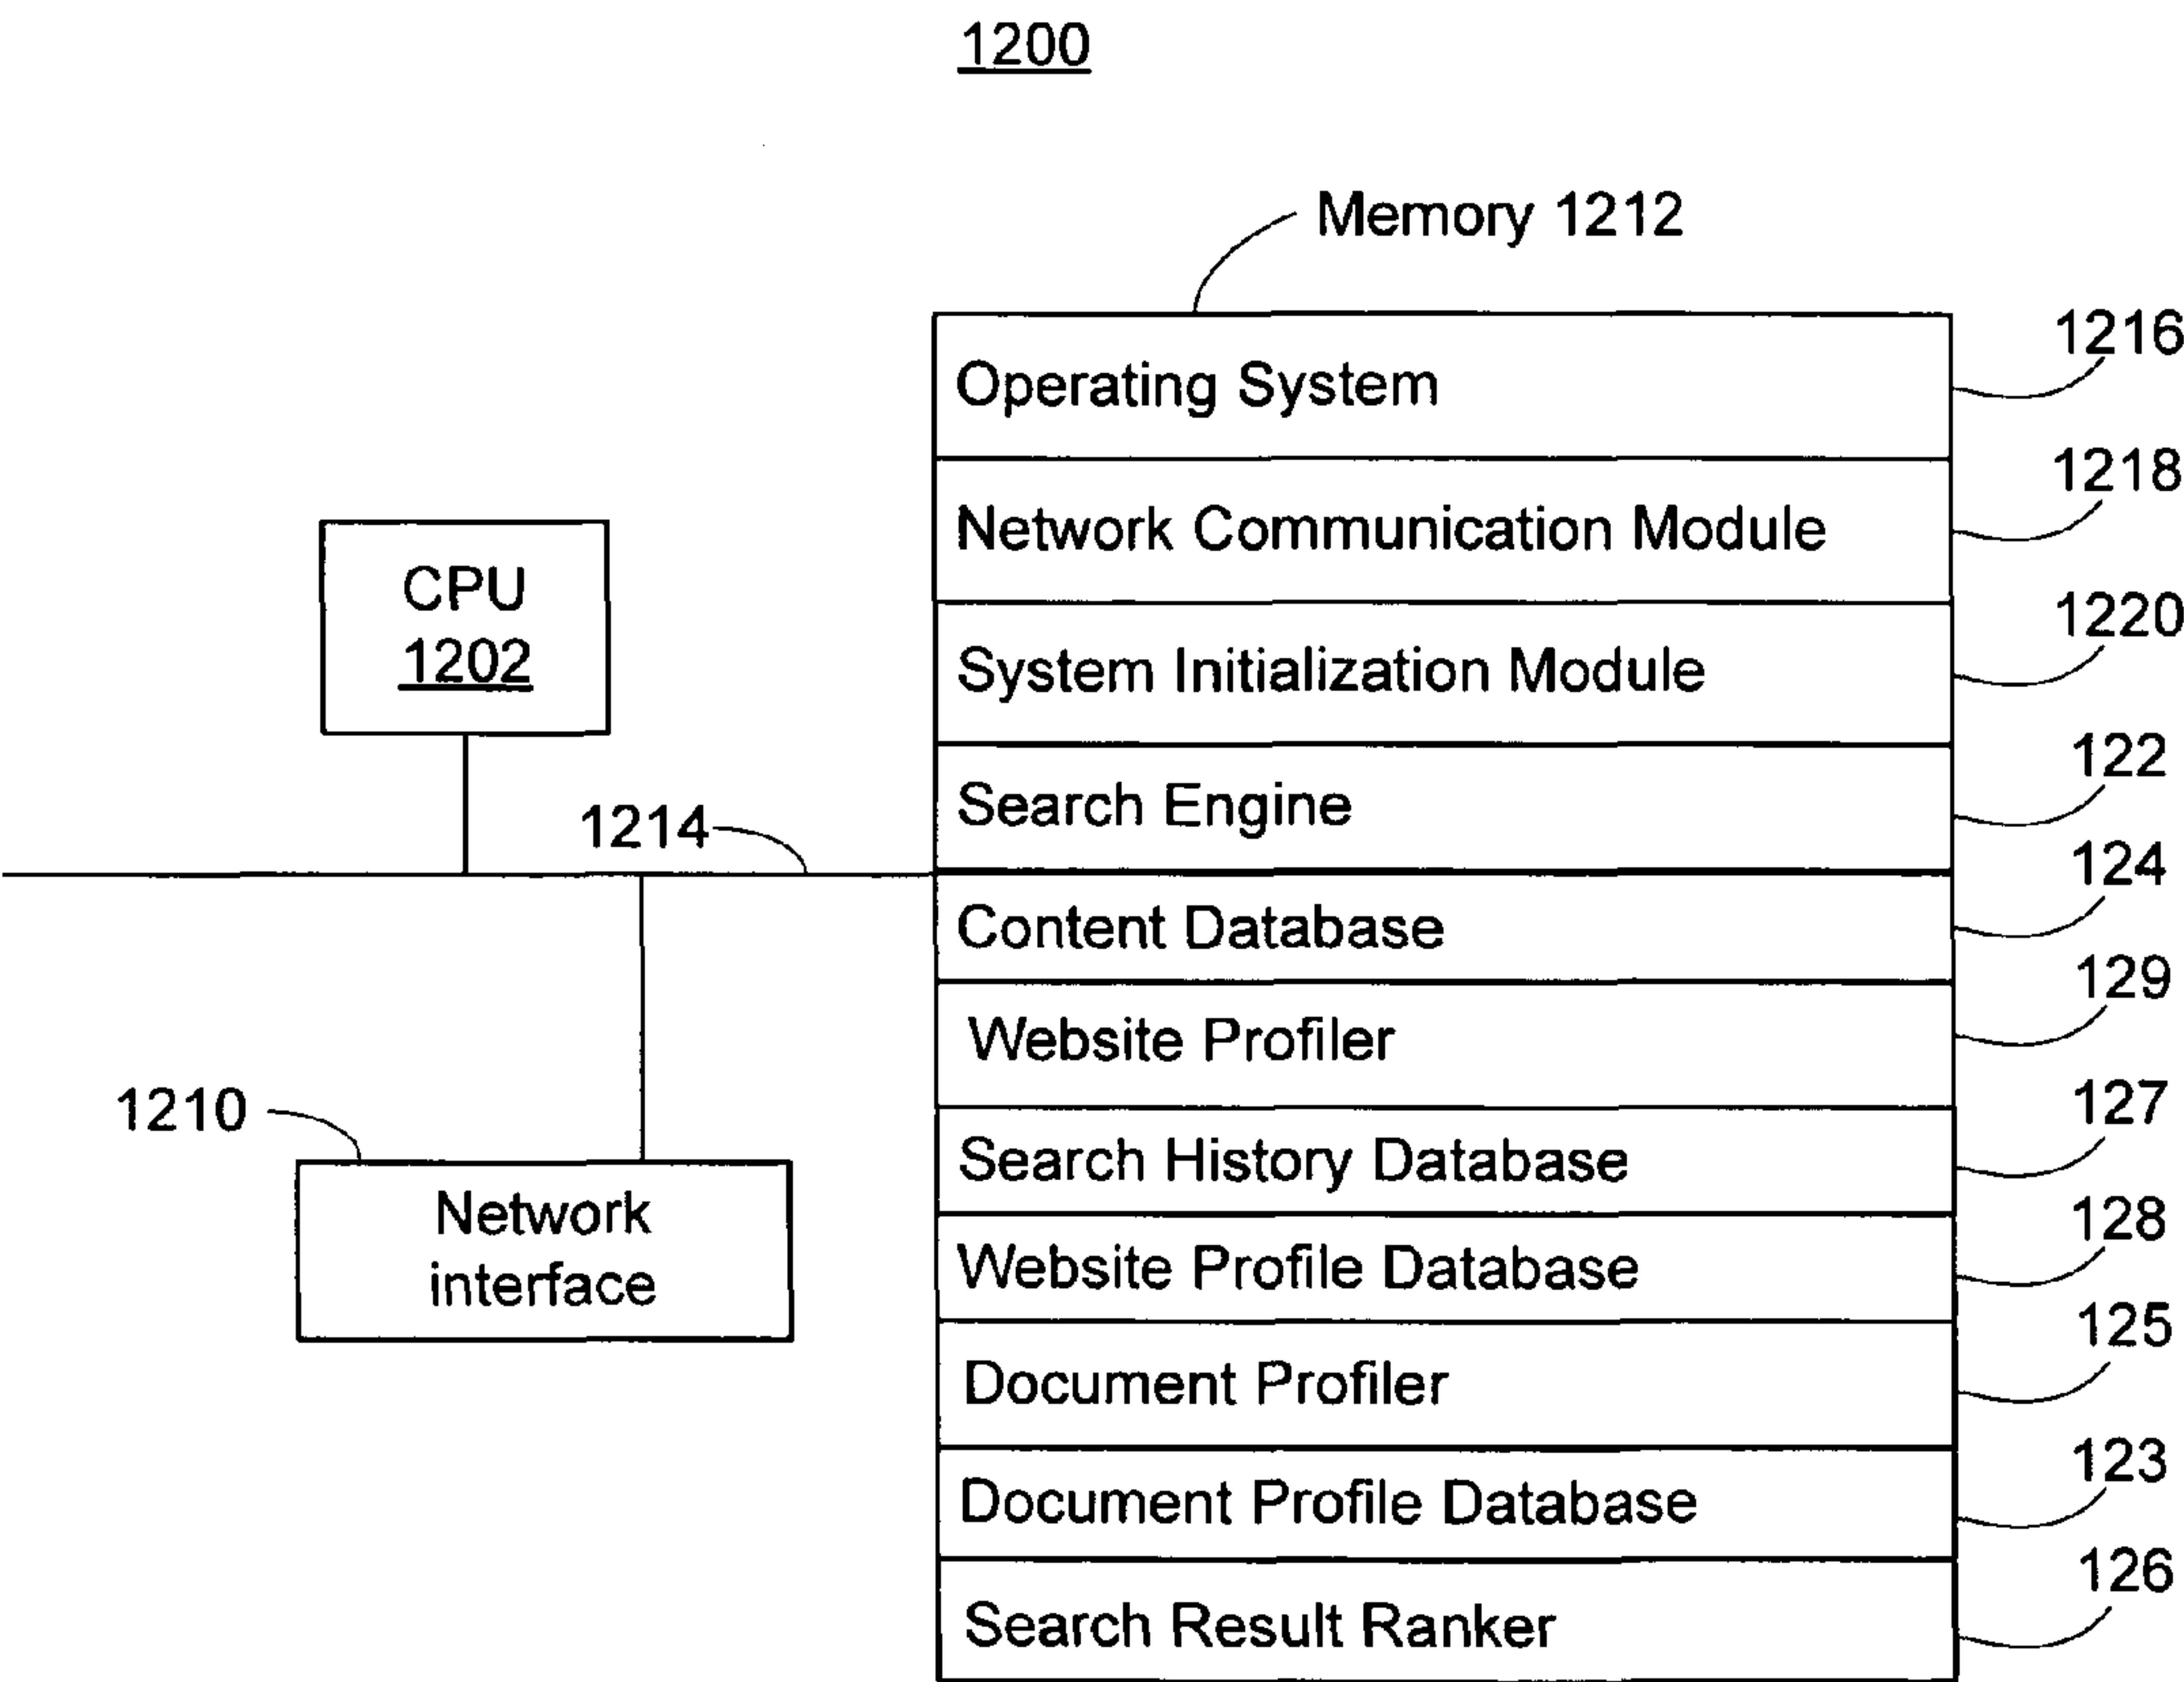 1200
Memory 1212
Operating System
1216
Network Communication Module
1218
System Initialization Module
1220
Search Engine
122
Content Database
124
Website Profiler
129
Search History Database
127
Website Profile Database
128
Document Profiler
125
Document Profile Database
123
Search Result Ranker
126
CPU
1202
1214
1210
Network
interface